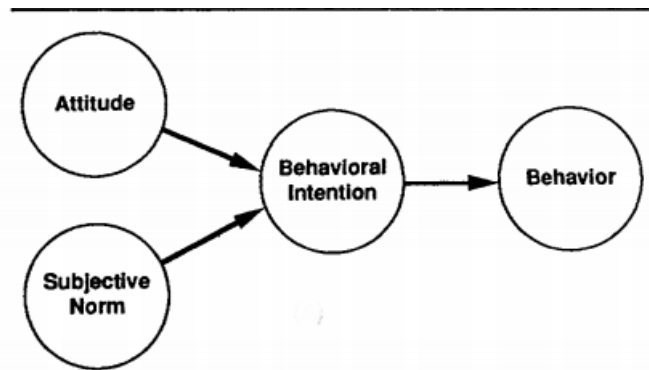 Attitude
Behavioral
Intention
Behavior
Subjective
Norm